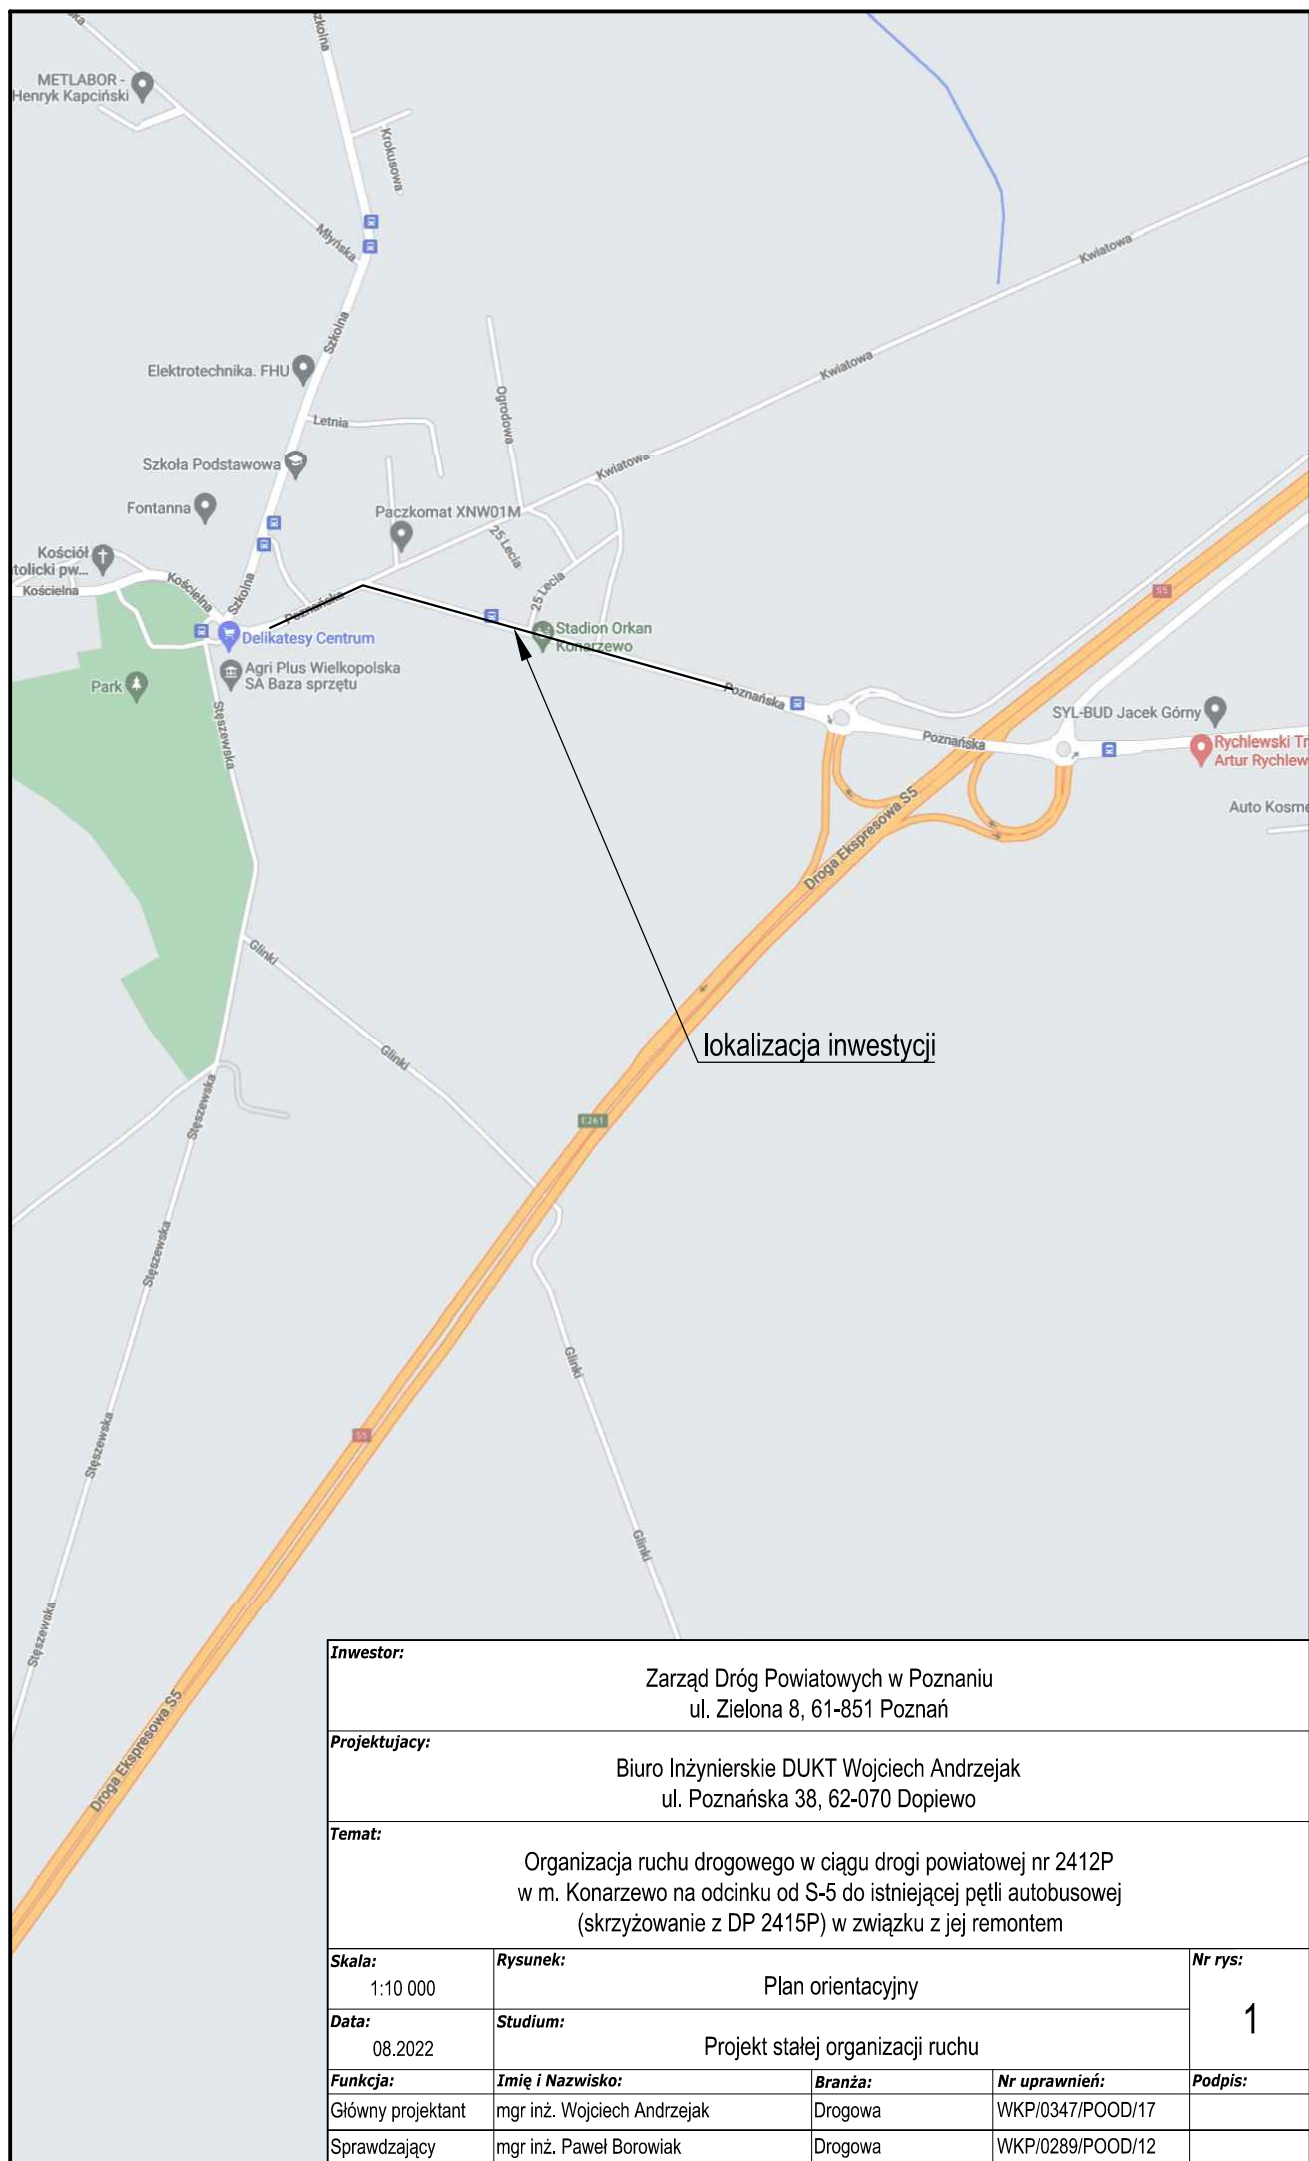 METLABOR -
Henryk Kapciński
zkolna
Krokusowa
Młyńska
Kwiatowa
Szkolna
Elektrotechnika. FHU
Kwiatowa
Ogrodowa
Letnia
Szkoła Podstawowa
Kwiatowa
Fontanna
Paczkomat XNW01M
25 Lecia
Kościół
tolicki pw...
Kościelna
Kościelna
Szkolna
Poznańska
25 Lecia
S5
Delikatesy Centrum
Stadion Orkan
Konarzewo
Agri Plus Wielkopolska
SA Baza sprzętu
Park
Stęszewska
Poznańska
SYL-BUD Jacek Górny
Poznańska
Rychlewski Tr
Artur Rychlew
Droga Ekspresowa S5
Auto Kosme
Glinki
lokalizacja inwestycji
Glinki
Stęszewska
E261
Stęszewska
Glinki
Stęszewska
S5
Glinki
Stęszewska
Droga Ekspresowa S5
Inwestor:
Zarząd Dróg Powiatowych w Poznaniu
ul. Zielona 8, 61-851 Poznań
Projektujacy:
Biuro Inżynierskie DUKT Wojciech Andrzejak
ul. Poznańska 38, 62-070 Dopiewo
Temat:
Organizacja ruchu drogowego w ciągu drogi powiatowej nr 2412P
w m. Konarzewo na odcinku od S-5 do istniejącej pętli autobusowej
(skrzyżowanie z DP 2415P) w związku z jej remontem
Skala: Rysunek: Nr rys:
1:10 000 Plan orientacyjny
1
Data: Studium:
08.2022 Projekt stałej organizacji ruchu
Funkcja: Imię i Nazwisko: Branża: Nr uprawnień: Podpis:
Główny projektant mgr inż. Wojciech Andrzejak Drogowa WKP/0347/POOD/17
Sprawdzający mgr inż. Paweł Borowiak Drogowa WKP/0289/POOD/12